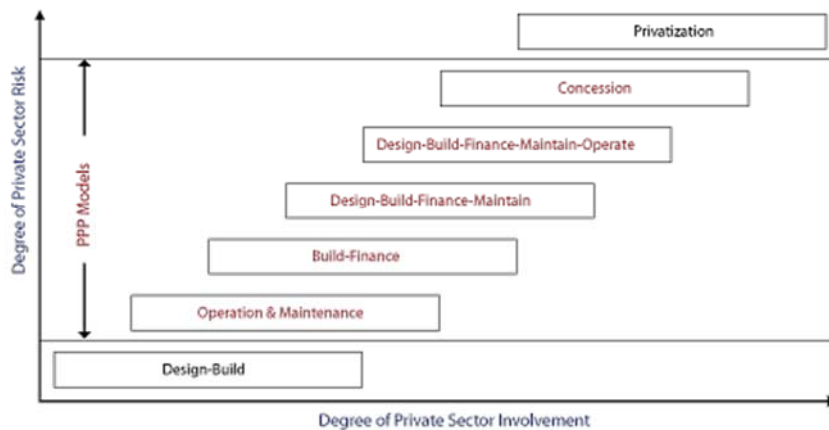 Privatization
Concession
Design-Build-Finance-Maintain-Operate
Design-Build-Finance-Maintain
Build-Finance
Operation & Maintenance
Design-Build
PPP Models
Degree of Private Sector Risk
Degree of Private Sector Involvement